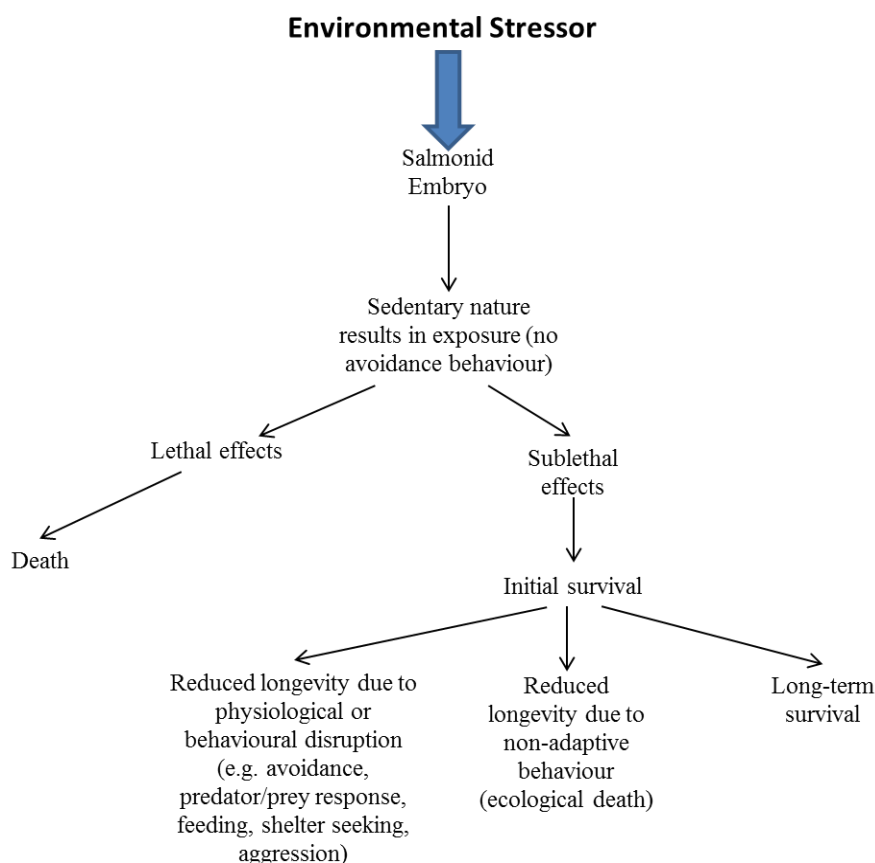 Environmental Stressor
Salmonid
Embryo
Sedentary nature
results in exposure (no
avoidance behaviour)
Lethal effects
Sublethal
effects
Death
Initial survival
Reduced longevity due to
physiological or
behavioural disruption
(e.g. avoidance,
predator/prey response,
feeding, shelter seeking,
aggression)
Reduced
longevity due to
non-adaptive
behaviour
(ecological death)
Long-term
survival